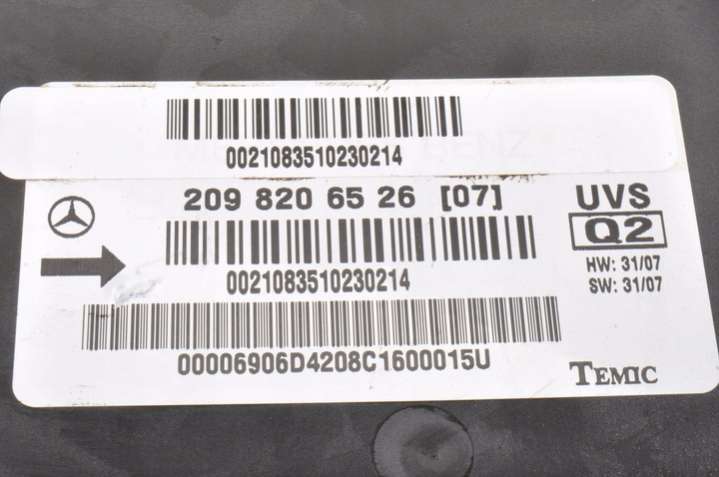 0021083510230214
209 820 65 26 [07]
UVS
Q2
HW: 31/07
SW: 31/07
0021083510230214
00006906D4208C1600015U
TEMIC